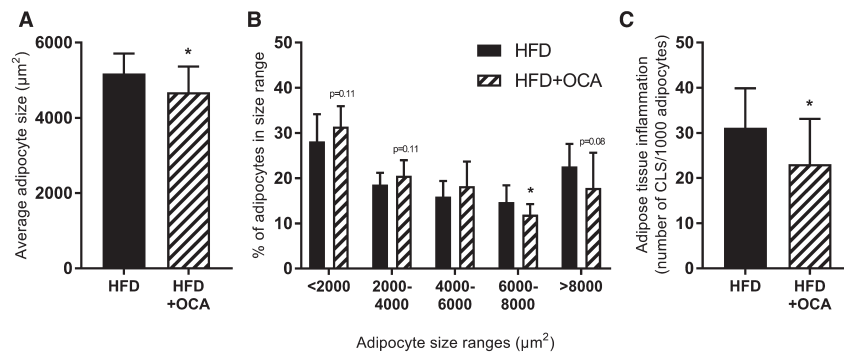 A
Average adipocyte size (µm²)
6000
4000
2000
0
*
HFD
HFD
+OCA
B
% of adipocytes in size range
50
40
30
20
10
0
HFD
HFD+OCA
p=0.11
p=0.11
*
p=0.08
<2000
2000-
4000
4000-
6000
6000-
8000
>8000
Adipocyte size ranges (µm²)
C
Adipose tissue inflammation
(number of CLS/1000 adipocytes)
50
40
30
20
10
0
*
HFD
HFD
+OCA